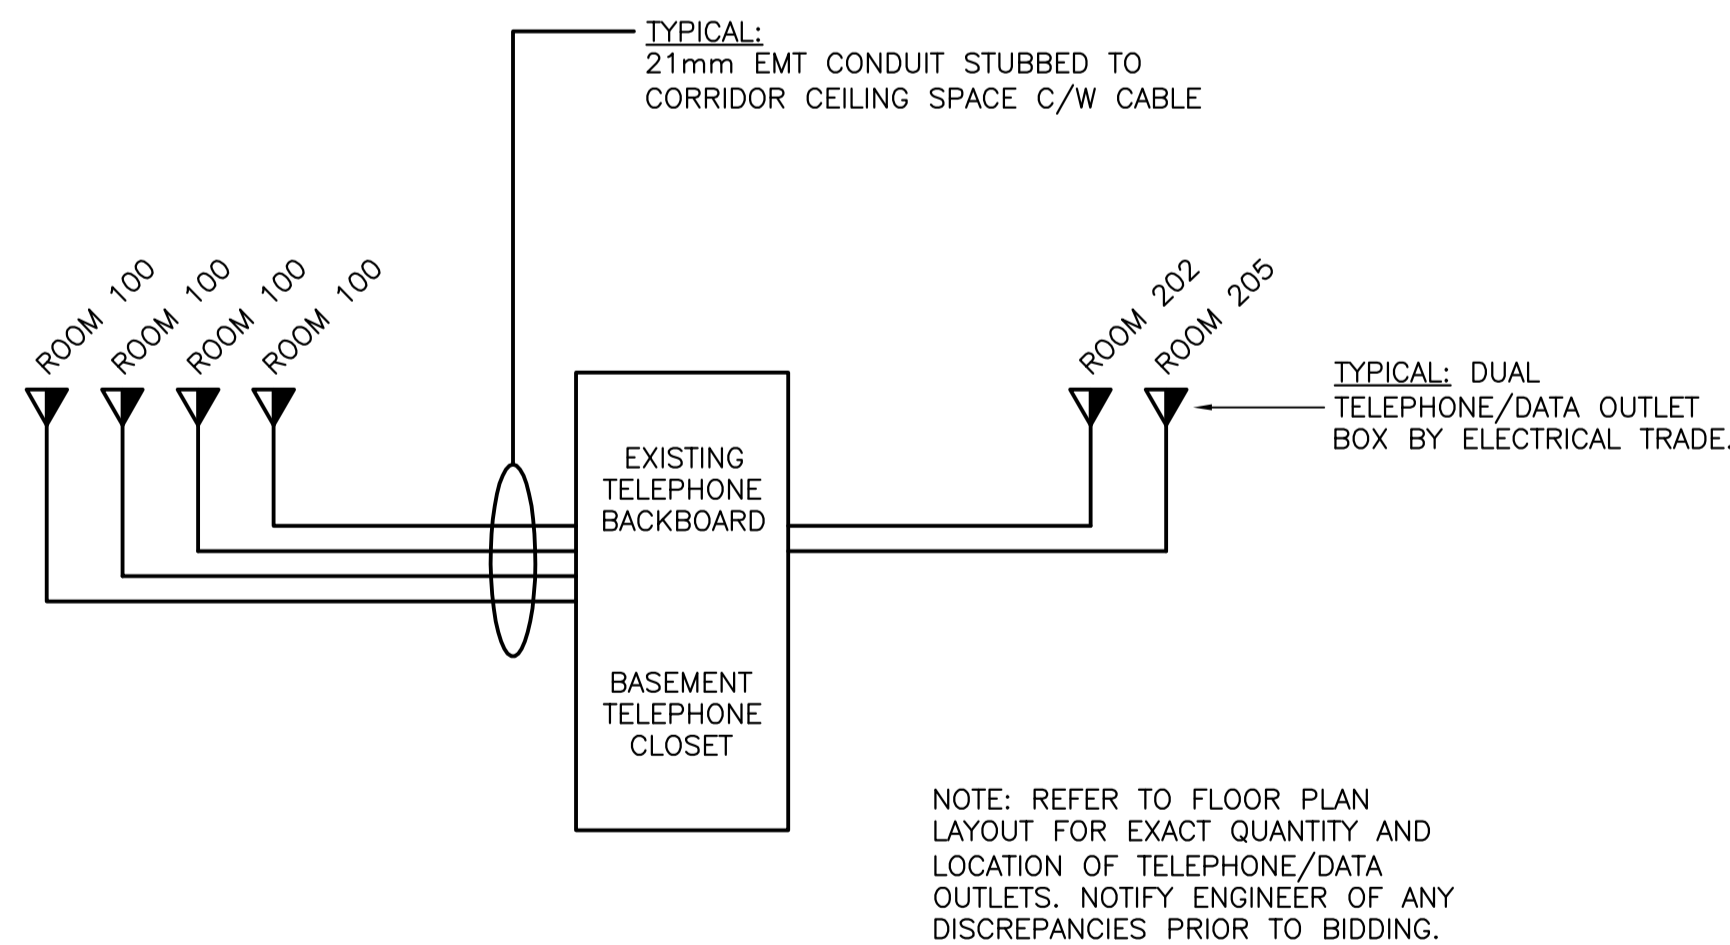 TYPICAL:
21mm EMT CONDUIT STUBBED TO
CORRIDOR CEILING SPACE C/W CABLE
ROOM 100
ROOM 100
ROOM 100
ROOM 100
ROOM 202
ROOM 205
TYPICAL: DUAL
TELEPHONE/DATA OUTLET
BOX BY ELECTRICAL TRADE.
EXISTING
TELEPHONE
BACKBOARD
BASEMENT
TELEPHONE
CLOSET
NOTE: REFER TO FLOOR PLAN
LAYOUT FOR EXACT QUANTITY AND
LOCATION OF TELEPHONE/DATA
OUTLETS. NOTIFY ENGINEER OF ANY
DISCREPANCIES PRIOR TO BIDDING.